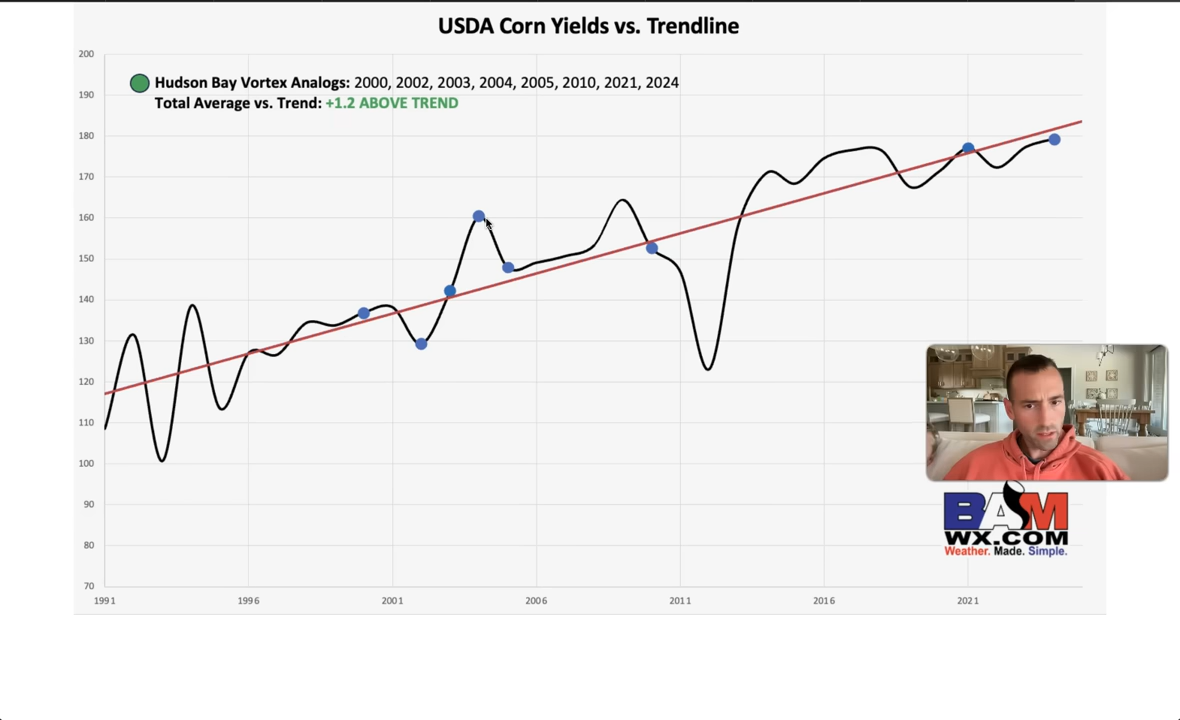 USDA Corn Yields vs. Trendline
200
Hudson Bay Vortex Analogs: 2000, 2002, 2003, 2004, 2005, 2010, 2021, 2024
190
Total Average vs. Trend: +1.2 ABOVE TREND
180
170
160
150
140
130
120
110
100
90
80
70
1991 1996 2001 2006 2011 2016 2021
BAM
WX.COM
Weather. Made. Simple.